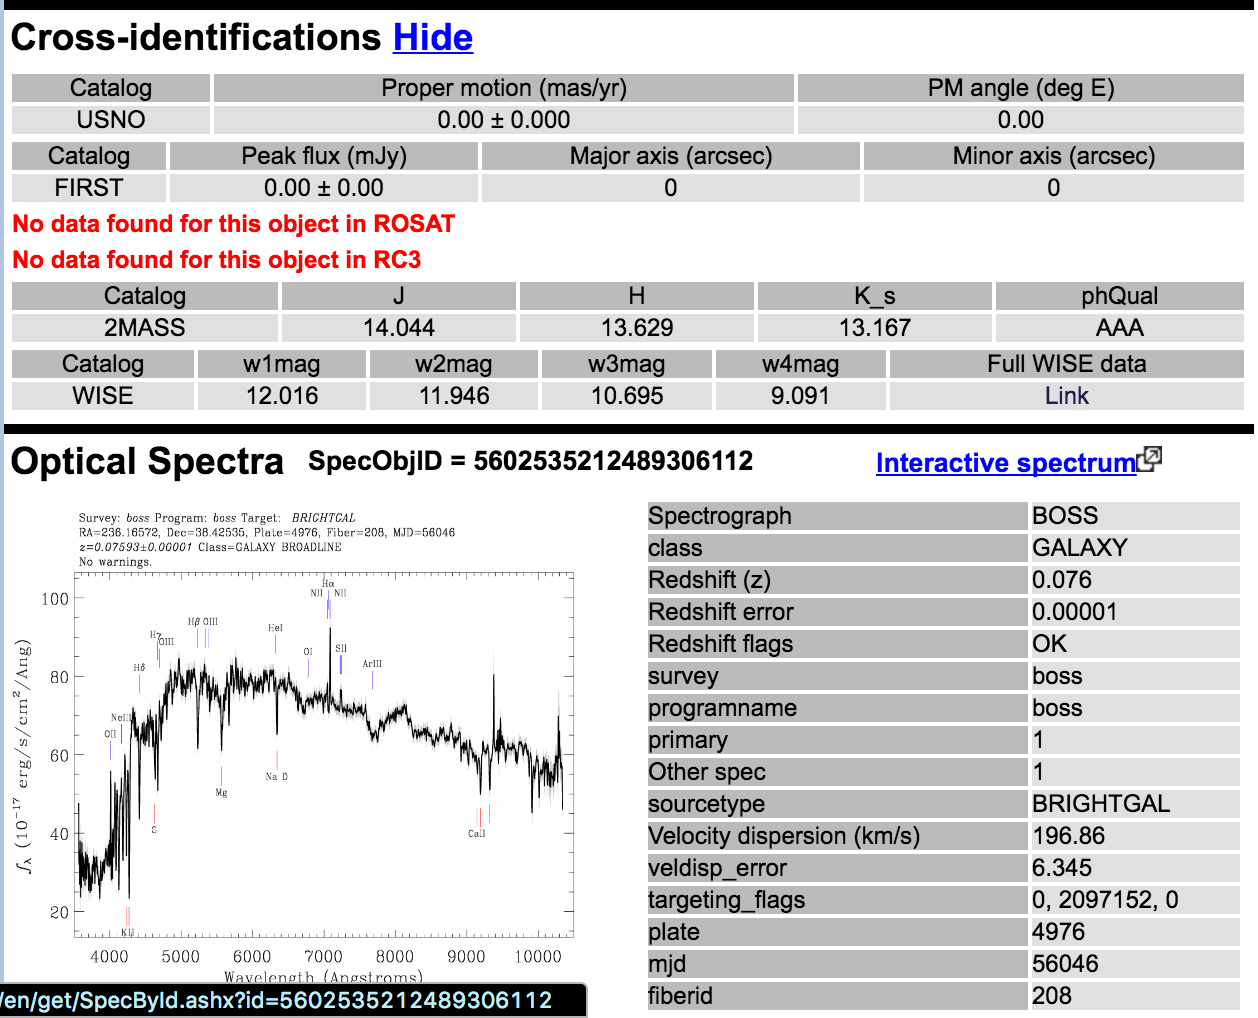 Cross-identifications Hide
Catalog Proper motion (mas/yr) PM angle (deg E)
USNO 0.00 ± 0.000 0.00
Catalog Peak flux (mJy) Major axis (arcsec) Minor axis (arcsec)
FIRST 0.00 ± 0.00 0 0
No data found for this object in ROSAT
No data found for this object in RC3
Catalog J H K_s phQual
2MASS 14.044 13.629 13.167 AAA
Catalog w1mag w2mag w3mag w4mag Full WISE data
WISE 12.016 11.946 10.695 9.091 Link
Optical Spectra SpecObjID = 5602535212489306112 Interactive spectrum
Survey: boss Program: boss Target: BRIGHTGAL
RA=236.16572, Dec=38.42535, Plate=4976, Fiber=208, MJD=56046
z=0.07593±0.00001 Class=GALAXY BROADLINE
No warnings.
Hα
NII NII
100
Hβ OIII
HeI
Hγ
OIII
OI
SII
ArIII
Hδ
80
OII
60
Na D
Mg
G
40
CaII
20
KH
fλ (10⁻¹⁷ erg/s/cm²/Ang)
4000 5000 6000 7000 8000 9000 10000
Wavelength (Angstroms)
Spectrograph BOSS
class GALAXY
Redshift (z) 0.076
Redshift error 0.00001
Redshift flags OK
survey boss
programname boss
primary 1
Other spec 1
sourcetype BRIGHTGAL
Velocity dispersion (km/s) 196.86
veldisp_error 6.345
targeting_flags 0, 2097152, 0
plate 4976
mjd 56046
fiberid 208
/en/get/SpecById.ashx?id=5602535212489306112